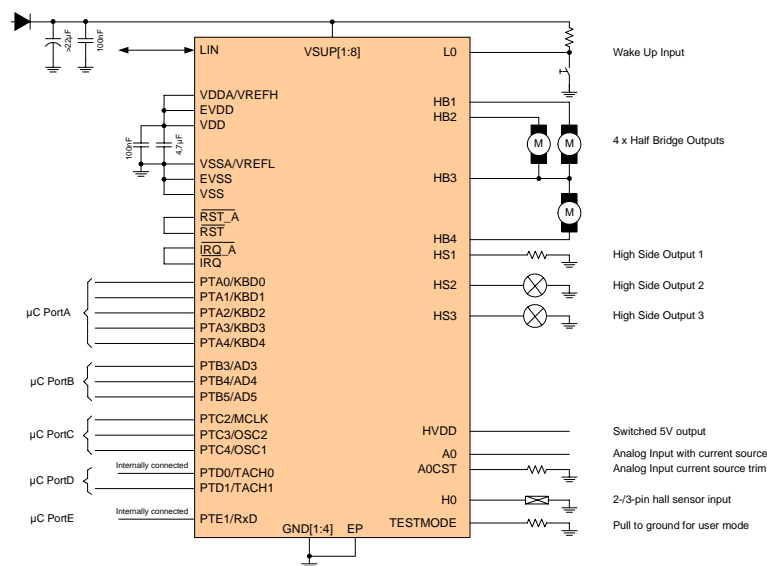 >22µF
100nF
LIN
VSUP[1:8]
L0
Wake Up Input
VDDA/VREFH
EVDD
VDD
100nF
4,7µF
VSSA/VREFL
EVSS
VSS
HB1
HB2
M
M
4 x Half Bridge Outputs
HB3
M
HB4
RST_A
RST
IRQ_A
IRQ
HS1
High Side Output 1
HS2
High Side Output 2
HS3
High Side Output 3
µC PortA
PTA0/KBD0
PTA1/KBD1
PTA2/KBD2
PTA3/KBD3
PTA4/KBD4
µC PortB
PTB3/AD3
PTB4/AD4
PTB5/AD5
µC PortC
PTC2/MCLK
PTC3/OSC2
PTC4/OSC1
HVDD
Switched 5V output
A0
Analog Input with current source
A0CST
Analog Input current source trim
µC PortD
Internally connected
PTD0/TACH0
PTD1/TACH1
H0
2-/3-pin hall sensor input
µC PortE
Internally connected
PTE1/RxD
TESTMODE
Pull to ground for user mode
GND[1:4]
EP